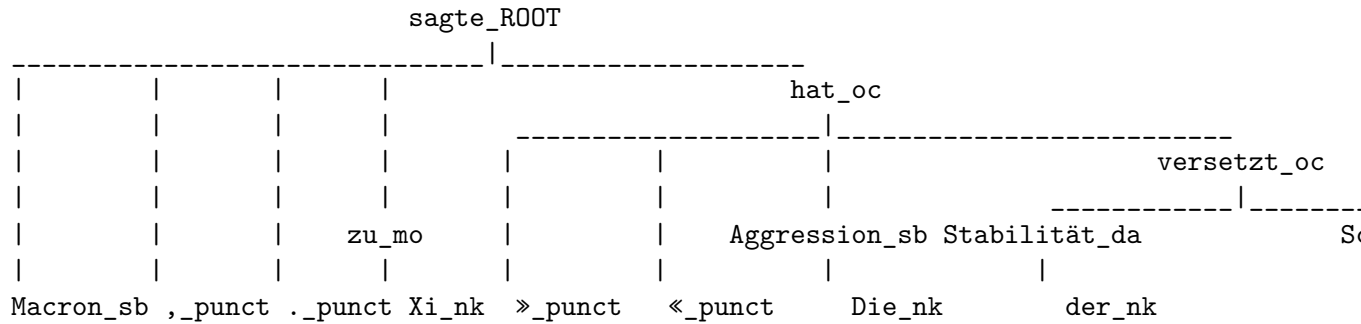 sagte_ROOT
hat_oc
versetzt_oc
zu_mo Aggression_sb Stabilität_da
Macron_sb ,_punct ._punct Xi_nk »_punct «_punct Die_nk der_nk